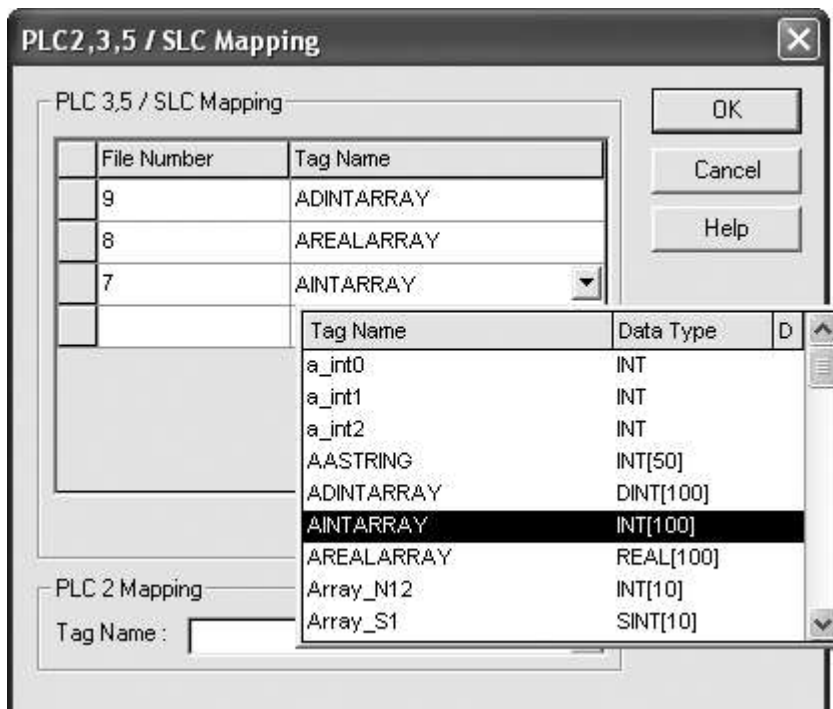 PLC2,3,5 / SLC Mapping
PLC 3,5 / SLC Mapping
File Number Tag Name
9 ADINTARRAY
8 AREALARRAY
7 AINTARRAY
OK
Cancel
Help
Tag Name Data Type D
a_int0 INT
a_int1 INT
a_int2 INT
AASTRING INT[50]
ADINTARRAY DINT[100]
AINTARRAY INT[100]
AREALARRAY REAL[100]
Array_N12 INT[10]
Array_S1 SINT[10]
PLC 2 Mapping
Tag Name :